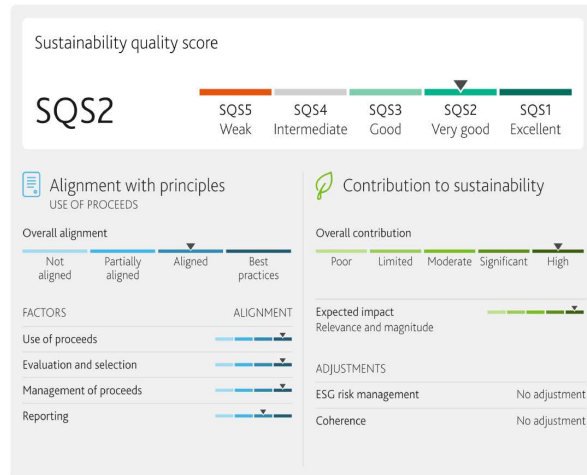 Sustainability quality score
SQS2
SQS5 SQS4 SQS3 SQS2 SQS1
Weak Intermediate Good Very good Excellent
Alignment with principles
USE OF PROCEEDS
Overall alignment
Not aligned Partially aligned Aligned Best practices
FACTORS ALIGNMENT
Use of proceeds
Evaluation and selection
Management of proceeds
Reporting
Contribution to sustainability
Overall contribution
Poor Limited Moderate Significant High
Expected impact
Relevance and magnitude
ADJUSTMENTS
ESG risk management No adjustment
Coherence No adjustment